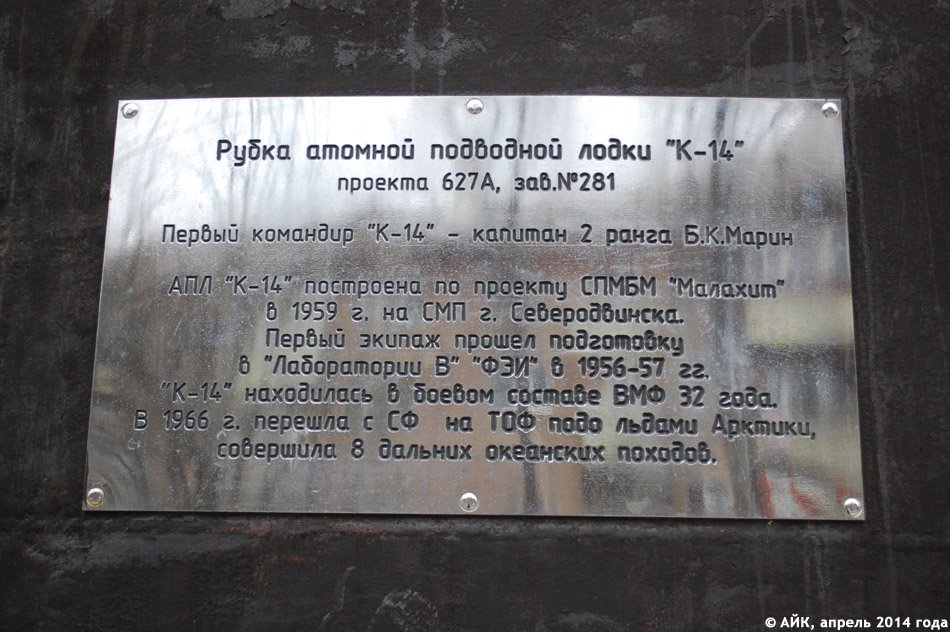 Рубка атомной подводной лодки "К-14"
проекта 627А, зав.№281
Первый командир "К-14" - капитан 2 ранга Б.К.Марин
АПЛ "К-14" построена по проекту СПМБМ "Малахит"
в 1959 г. на СМП г. Северодвинска.
Первый экипаж прошел подготовку
в "Лаборатории В" "ФЭИ" в 1956-57 гг.
"К-14" находилась в боевом составе ВМФ 32 года.
В 1966 г. перешла с СФ на ТОФ подо льдами Арктики,
совершила 8 дальних океанских походов.
© АЙК, апрель 2014 года